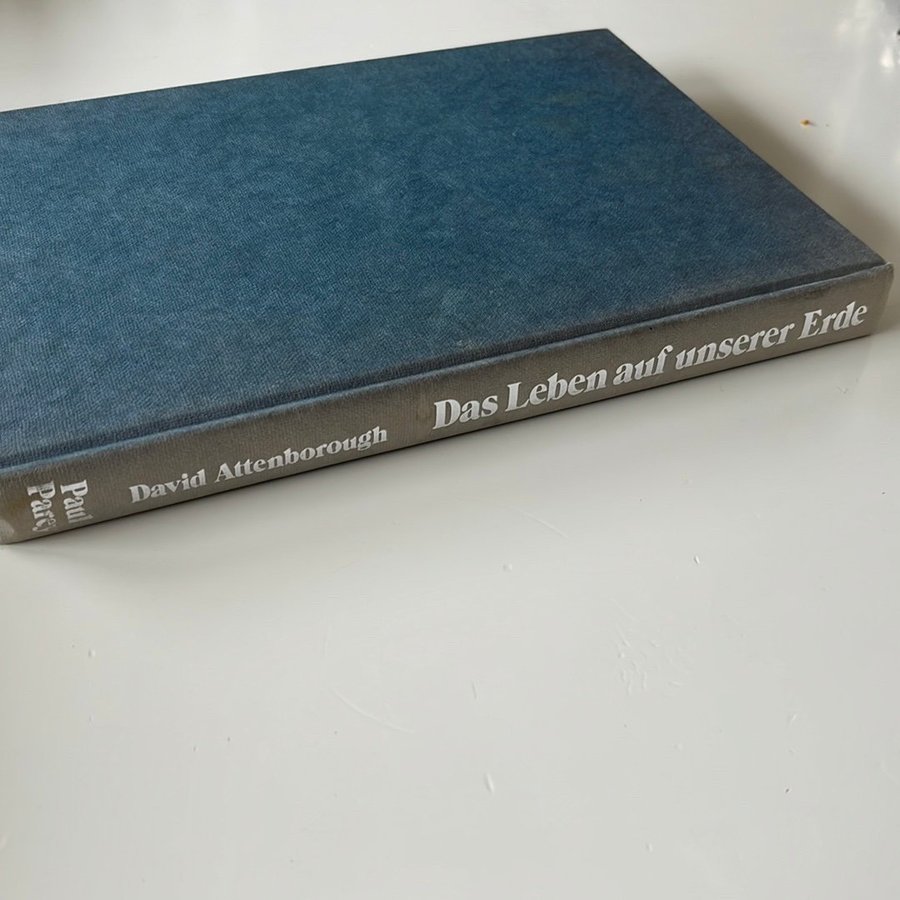 Das Leben auf unserer Erde
David Attenborough
Paul
Parey